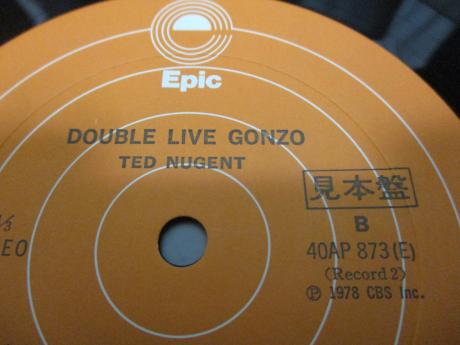 Epic
DOUBLE LIVE GONZO
TED NUGENT
見本盤
B
40AP 873(E)
(Record 2)
Ⓟ 1978 CBS Inc.